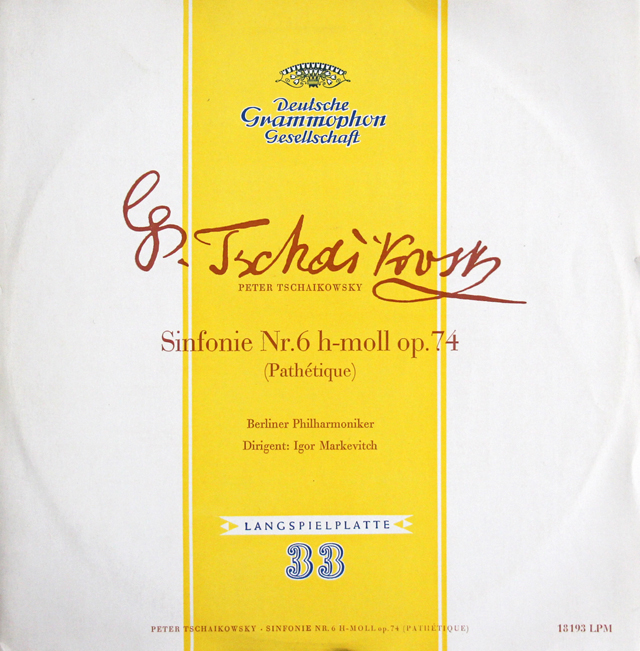 Deutsche
Grammophon
Gesellschaft
P. Tschaikovsky
PETER TSCHAIKOWSKY
Sinfonie Nr.6 h-moll op.74
(Pathétique)
Berliner Philharmoniker
Dirigent: Igor Markevitch
LANGSPIELPLATTE
33
PETER TSCHAIKOWSKY - SINFONIE NR. 6 H-MOLL op. 74 (PATHÉTIQUE) 18193 LPM